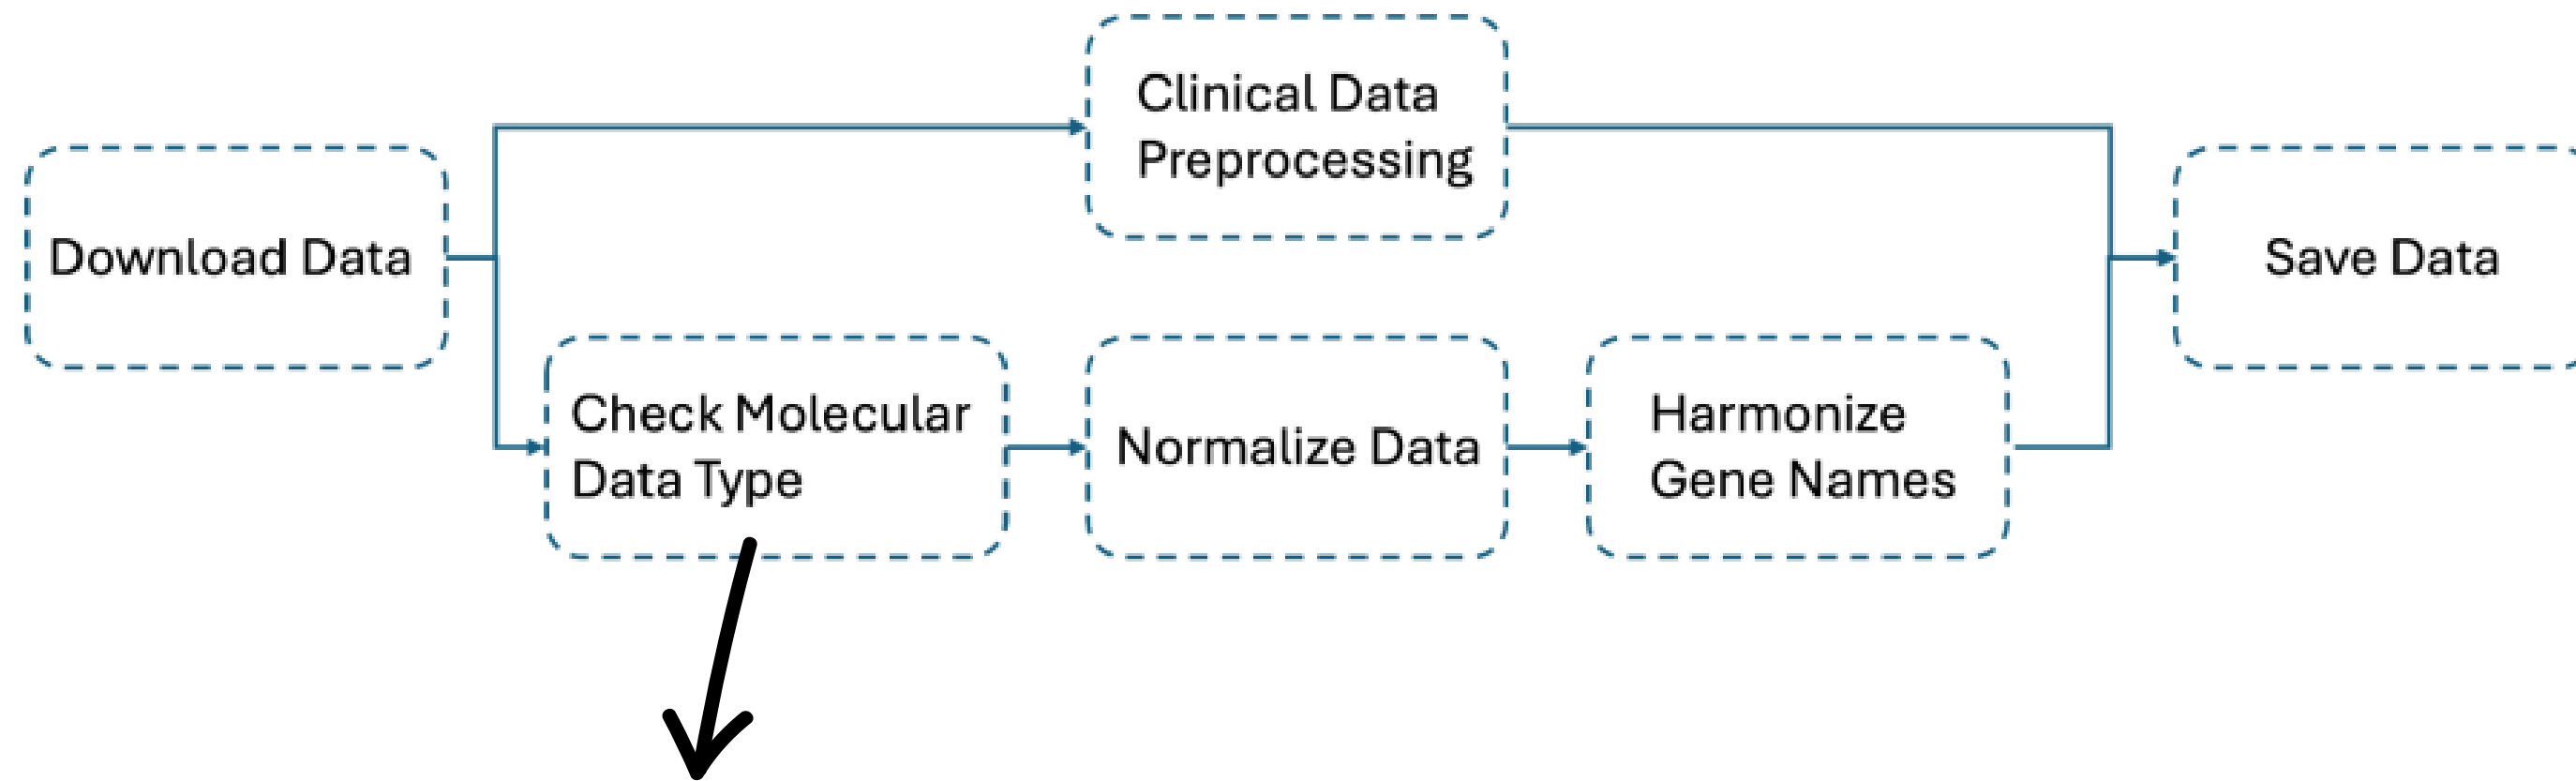 Clinical Data
Preprocessing
Download Data
Save Data
Check Molecular
Data Type
Normalize Data
Harmonize
Gene Names